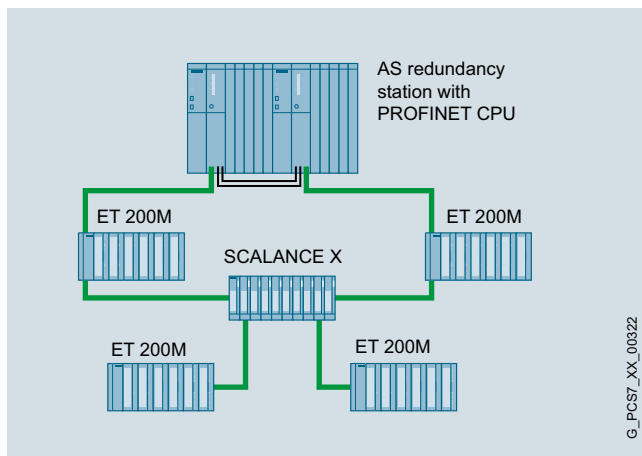 AS redundancy
station with
PROFINET CPU
ET 200M
ET 200M
SCALANCE X
ET 200M
ET 200M
G_PCS7_XX_00322